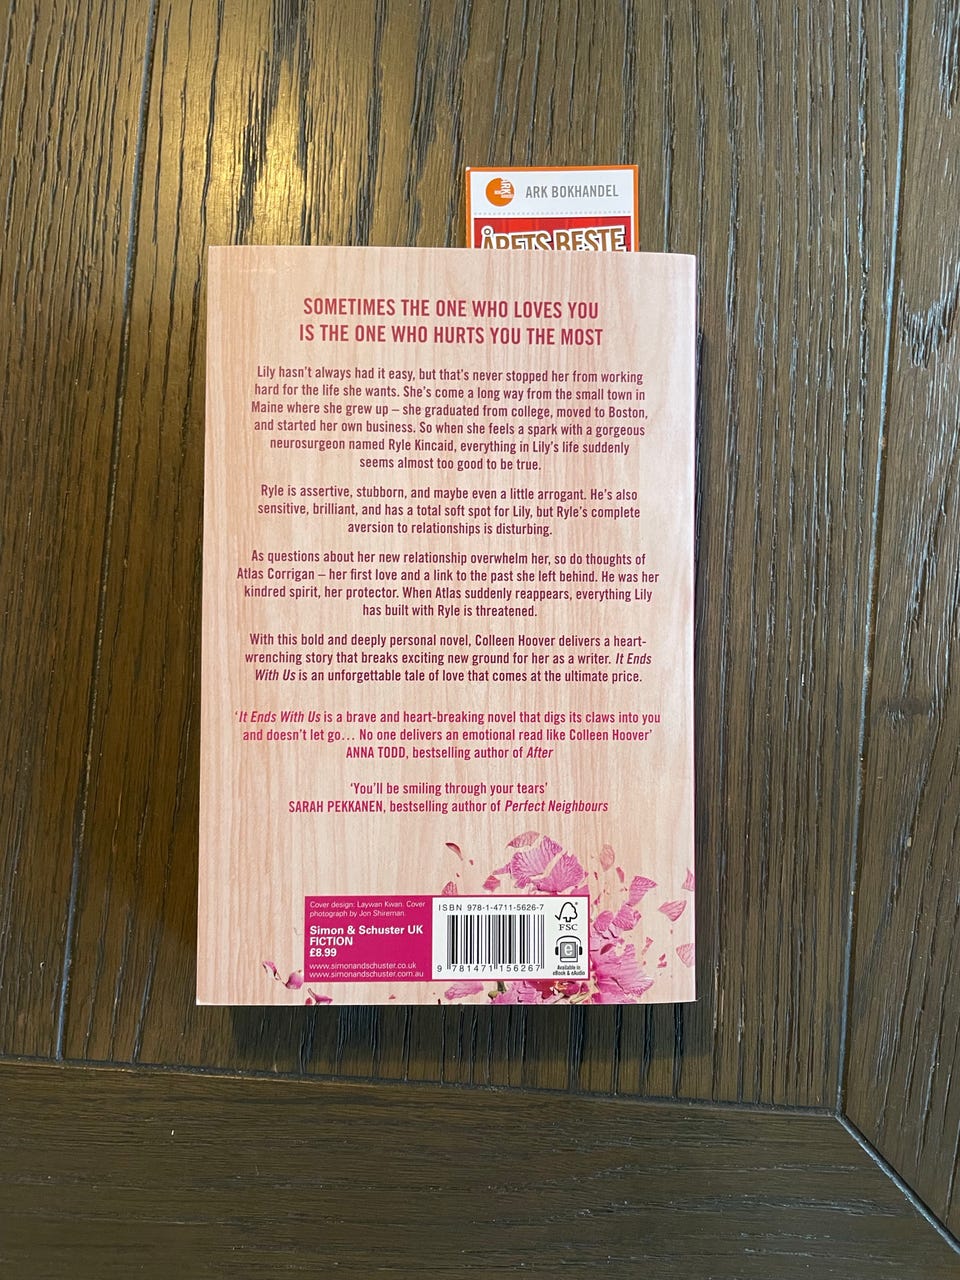 ARK BOKHANDEL
ÅRETS BESTE
SOMETIMES THE ONE WHO LOVES YOU
IS THE ONE WHO HURTS YOU THE MOST
Lily hasn't always had it easy, but that's never stopped her from working
hard for the life she wants. She's come a long way from the small town in
Maine where she grew up – she graduated from college, moved to Boston,
and started her own business. So when she feels a spark with a gorgeous
neurosurgeon named Ryle Kincaid, everything in Lily's life suddenly
seems almost too good to be true.
Ryle is assertive, stubborn, and maybe even a little arrogant. He's also
sensitive, brilliant, and has a total soft spot for Lily, but Ryle's complete
aversion to relationships is disturbing.
As questions about her new relationship overwhelm her, so do thoughts of
Atlas Corrigan – her first love and a link to the past she left behind. He was her
kindred spirit, her protector. When Atlas suddenly reappears, everything Lily
has built with Ryle is threatened.
With this bold and deeply personal novel, Colleen Hoover delivers a heart-
wrenching story that breaks exciting new ground for her as a writer. It Ends
With Us is an unforgettable tale of love that comes at the ultimate price.
'It Ends With Us is a brave and heart-breaking novel that digs its claws into you
and doesn't let go… No one delivers an emotional read like Colleen Hoover'
ANNA TODD, bestselling author of After
'You'll be smiling through your tears'
SARAH PEKKANEN, bestselling author of Perfect Neighbours
Cover design: Laywan Kwan. Cover
photograph by Jon Shireman.
Simon & Schuster UK
FICTION
£8.99
www.simonandschuster.co.uk
www.simonandschuster.com.au
ISBN 978-1-4711-5626-7
9 781471 156267
FSC
e
Available in
eBook & eAudio